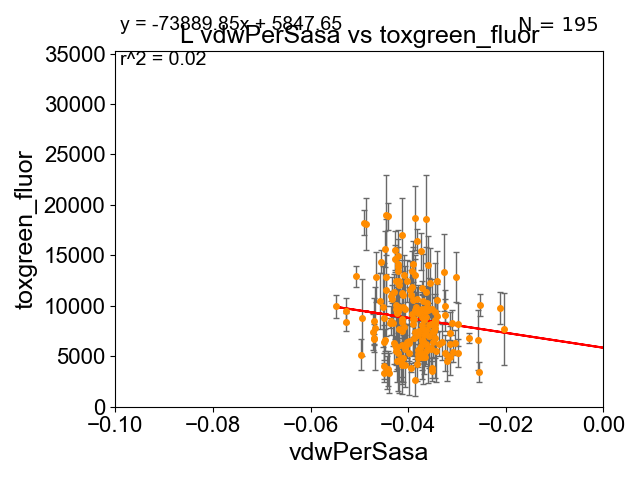 y = -73889.85x + 5847.65
N = 195
L vdwPerSasa vs toxgreen_fluor
r^2 = 0.02
35000
30000
25000
20000
15000
10000
5000
0
toxgreen_fluor
−0.10
−0.08
−0.06
−0.04
−0.02
0.00
vdwPerSasa